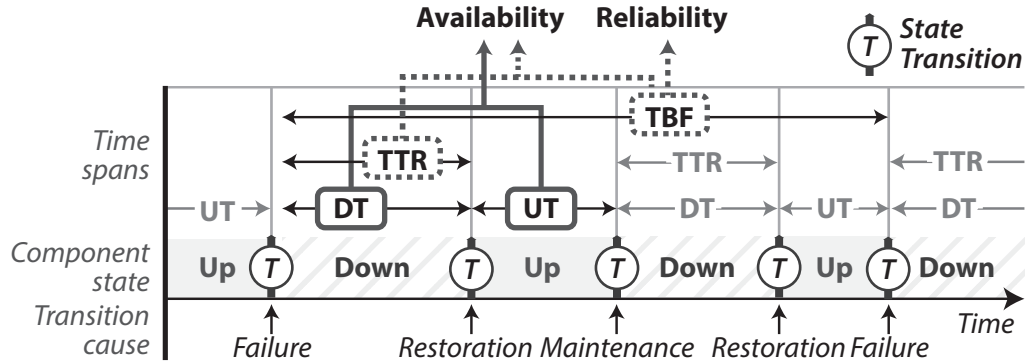 Availability Reliability
T State
Transition
TBF
Time
spans
TTR TTR TTR
UT DT UT DT UT DT
Component
state
Up T Down T Up T Down T Up T Down
Time
Transition
cause
Failure Restoration Maintenance Restoration Failure